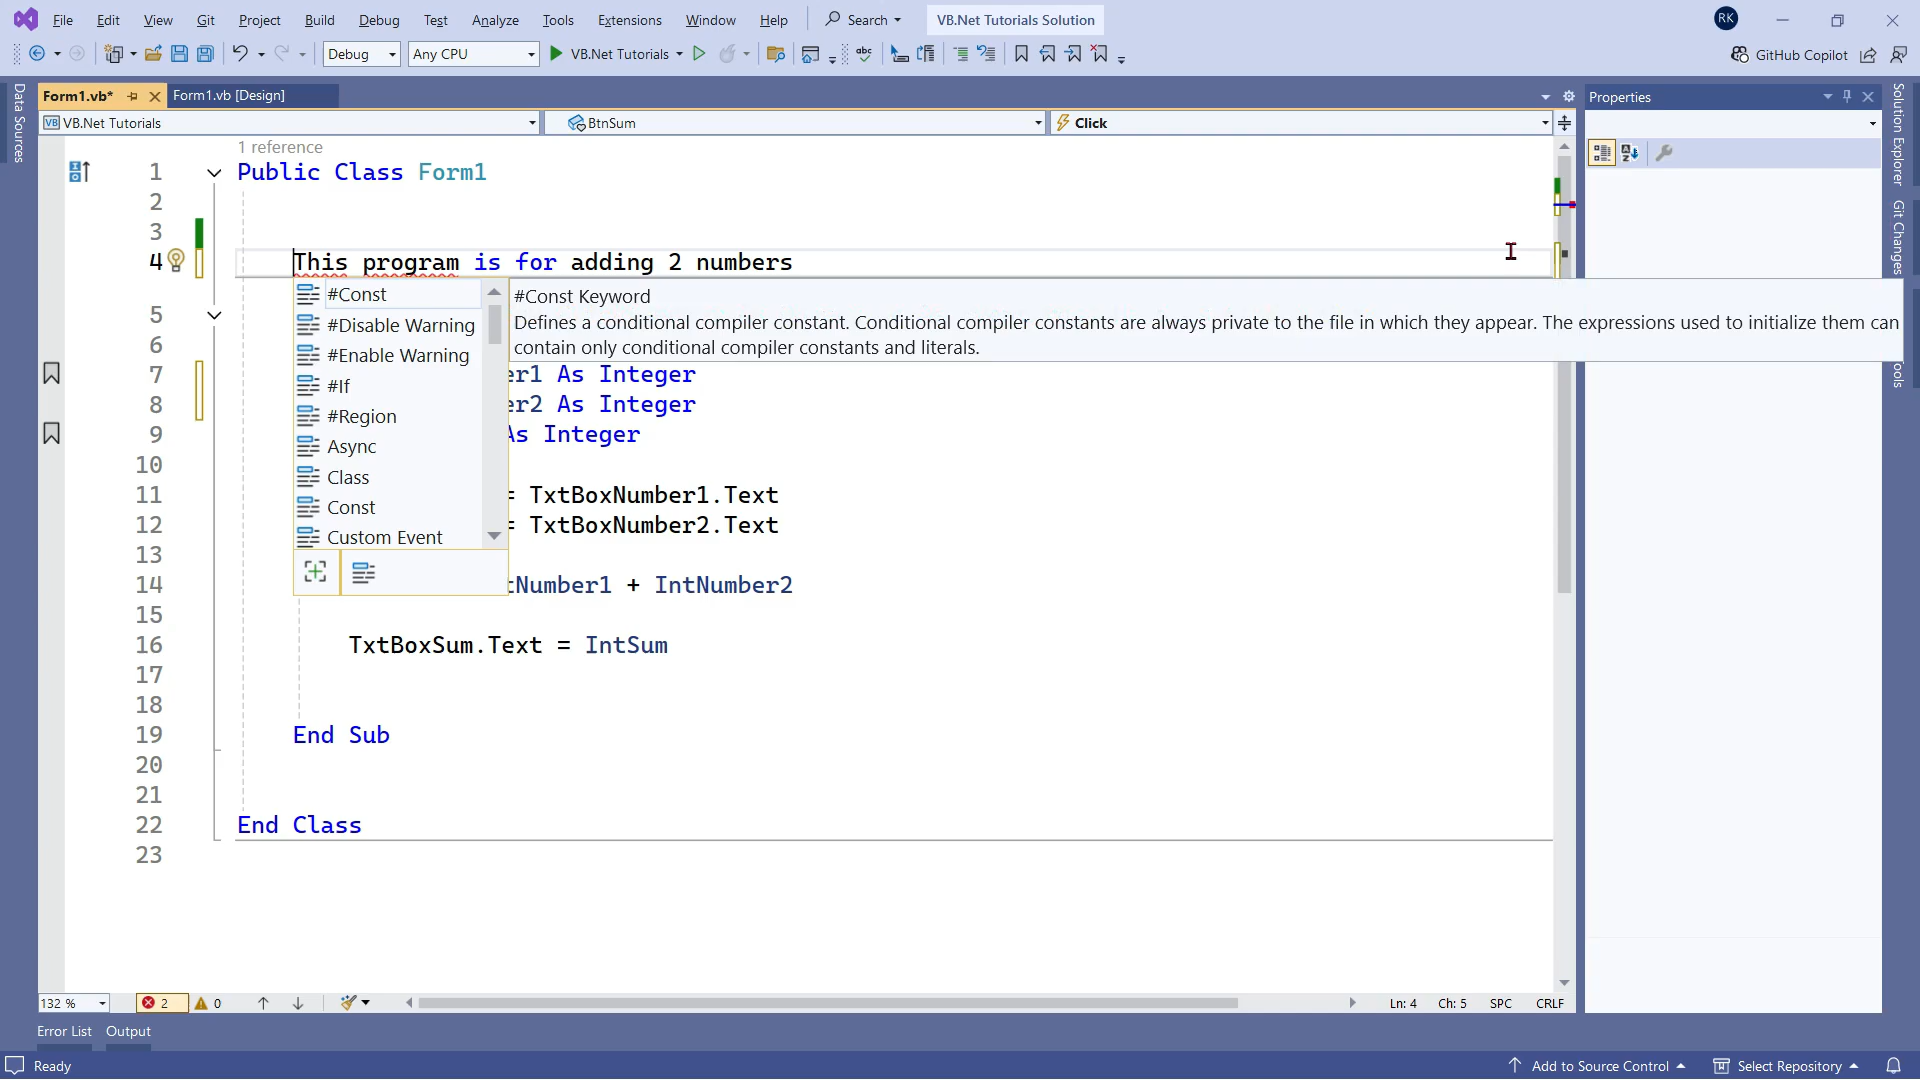 File Edit View Git Project Build Debug Test Analyze Tools Extensions Window Help Search VB.Net Tutorials Solution RK
Debug Any CPU VB.Net Tutorials abc GitHub Copilot
Form1.vb* Form1.vb [Design] Properties
VB VB.Net Tutorials BtnSum Click
Data Sources
Solution Explorer
Git Changes
1 reference
1 Public Class Form1
2
3
4 This program is for adding 2 numbers
#Const
#Disable Warning
#Enable Warning
#If
#Region
Async
Class
Const
Custom Event
#Const Keyword
Defines a conditional compiler constant. Conditional compiler constants are always private to the file in which they appear. The expressions used to initialize them can
contain only conditional compiler constants and literals.
5
6
7 er1 As Integer
8 er2 As Integer
9 As Integer
10
11 = TxtBoxNumber1.Text
12 = TxtBoxNumber2.Text
13
14 tNumber1 + IntNumber2
15
16 TxtBoxSum.Text = IntSum
17
18
19 End Sub
20
21
22 End Class
23
132 % 2 0 Ln: 4 Ch: 5 SPC CRLF
Error List Output
Ready Add to Source Control Select Repository